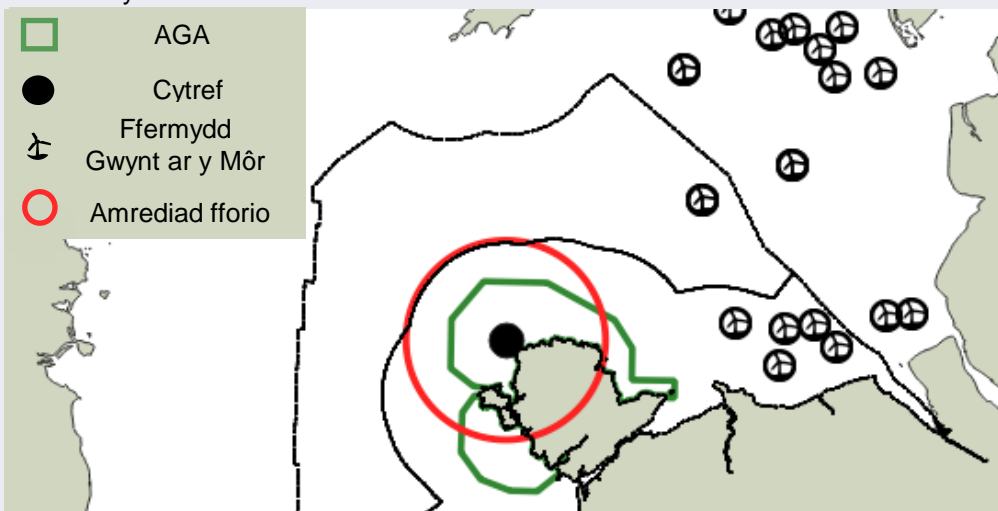 AGA
Cytref
Ffermydd
Gwynt ar y Môr
Amrediad fforio